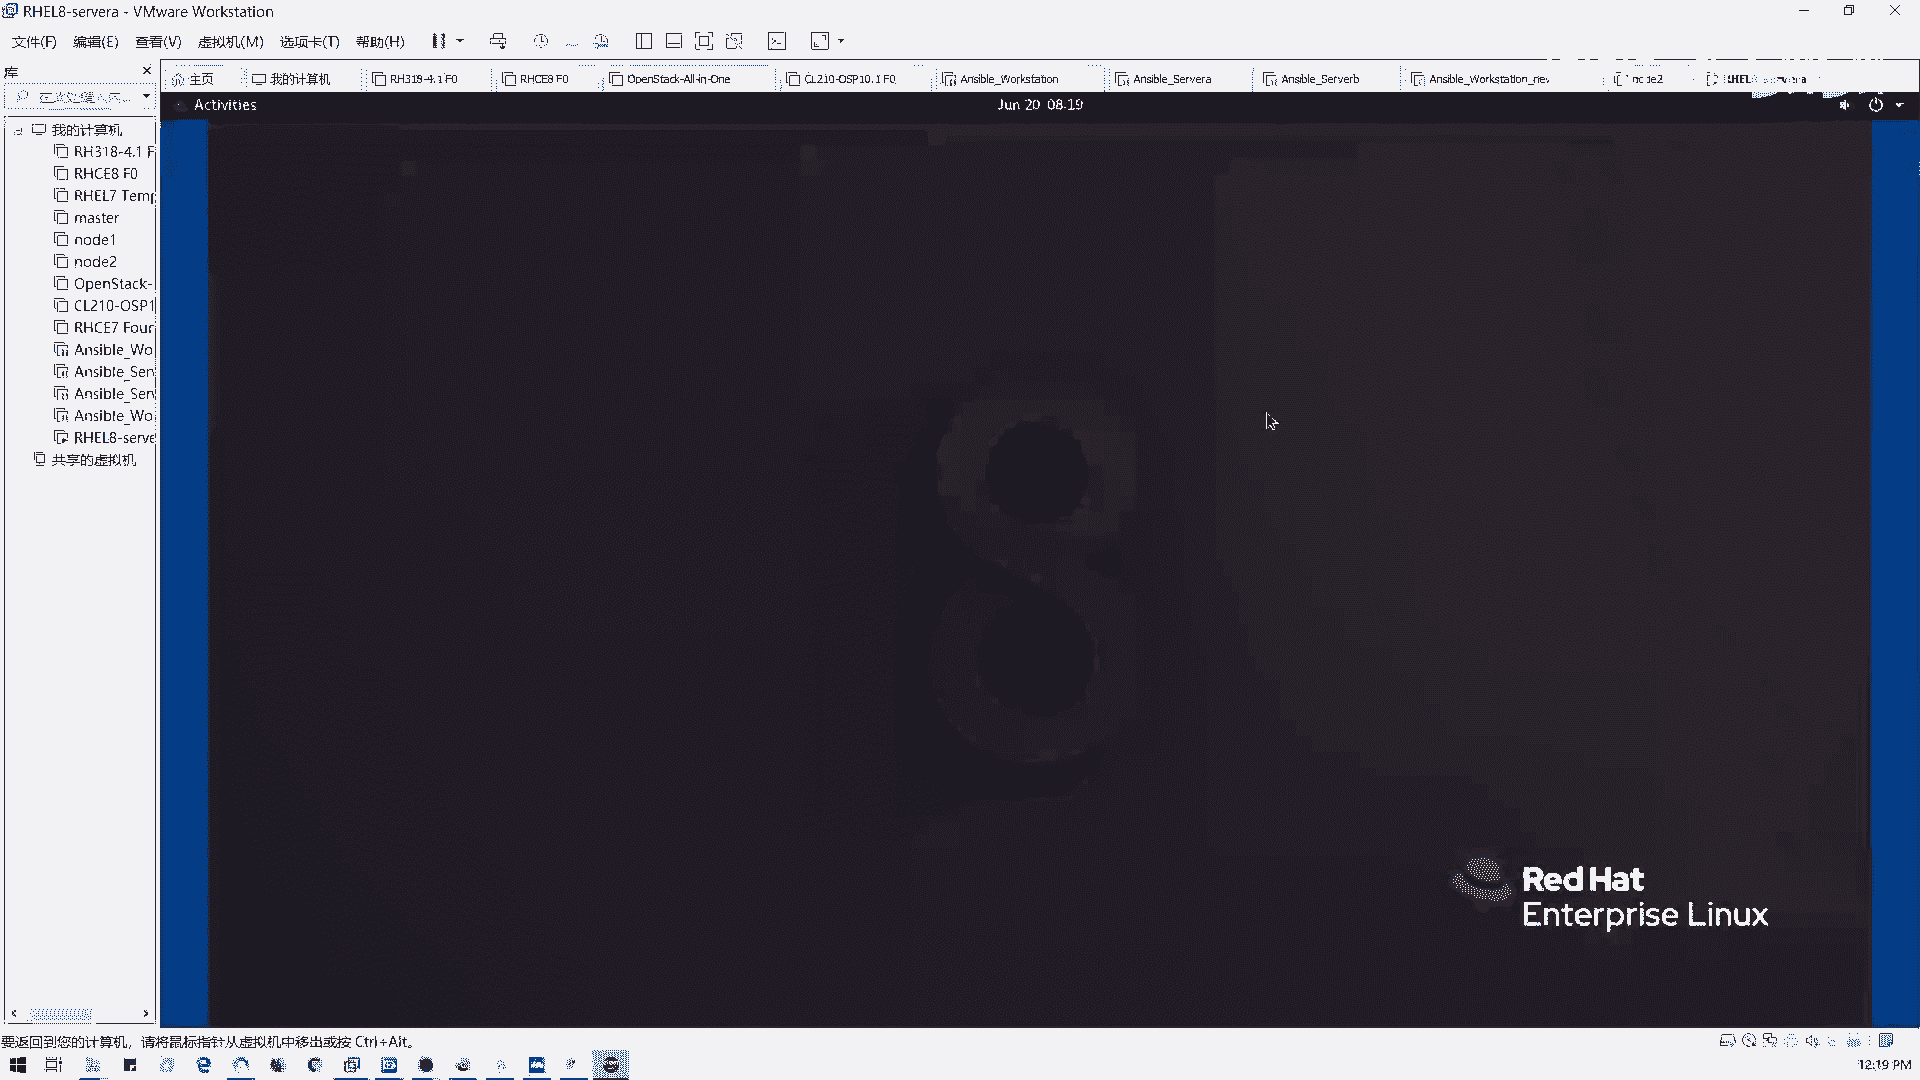 RHEL8-servera - VMware Workstation
文件(F) 编辑(E) 查看(V) 虚拟机(M) 选项卡(T) 帮助(H)
库
主页 我的计算机 RH318-4.1 F0 RHCE8 F0 OpenStack-All-in-One CL210-OSP10.1 F0 Ansible_Workstation Ansible_Servera Ansible_Serverb Ansible_Workstation_nev node2 RHEL8-servera
Activities Jun 20 08:19
我的计算机
RH318-4.1 F
RHCE8 F0
RHEL7 Temp
master
node1
node2
OpenStack-
CL210-OSP1
RHCE7 Four
Ansible_Wo
Ansible_Serv
Ansible_Serv
Ansible_Wo
RHEL8-serve
共享的虚拟机
Red Hat
Enterprise Linux
要返回到您的计算机，请将鼠标指针从虚拟机中移出或按 Ctrl+Alt。
12:19 PM